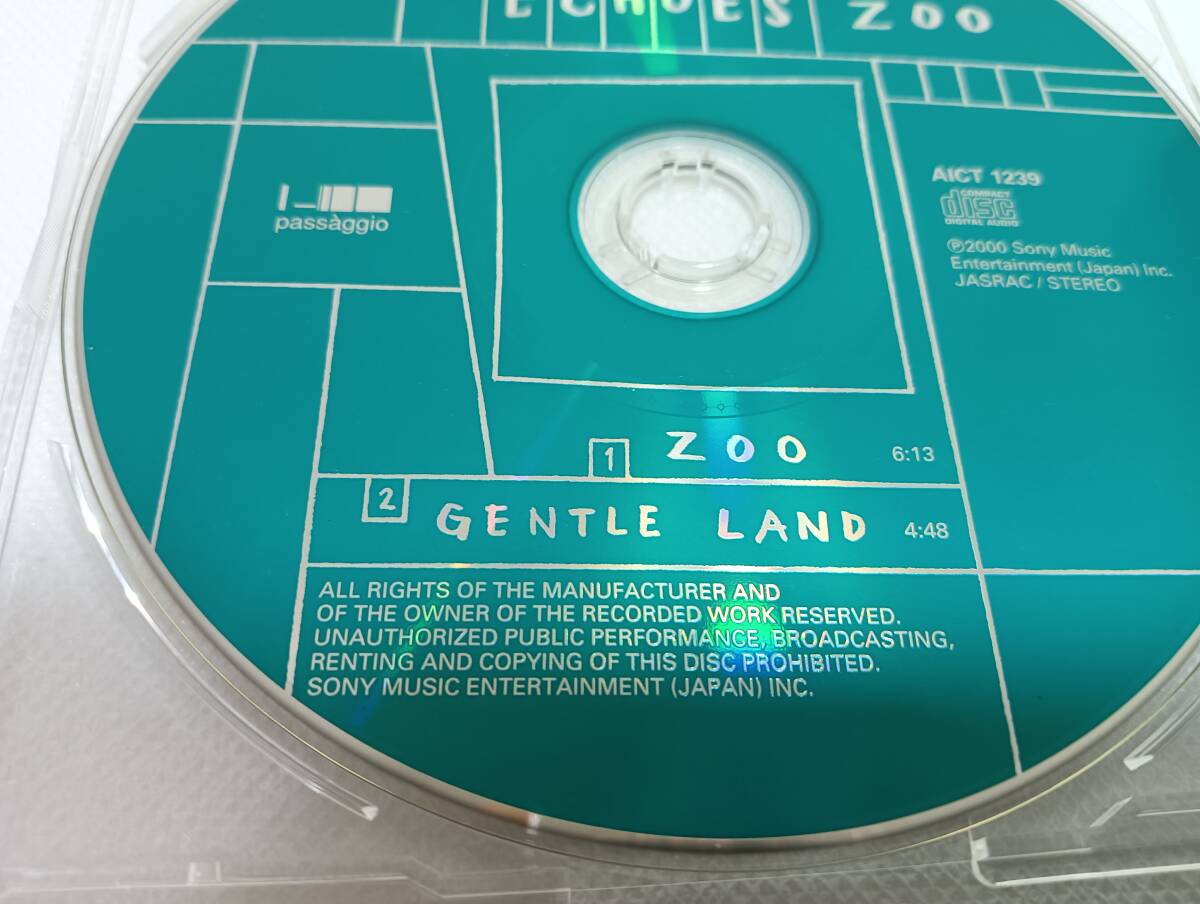 ECHOES ZOO
passàggio
AICT 1239
COMPACT
disc
DIGITAL AUDIO
℗2000 Sony Music
Entertainment (Japan) Inc.
JASRAC / STEREO
1 ZOO 6:13
2 GENTLE LAND 4:48
ALL RIGHTS OF THE MANUFACTURER AND
OF THE OWNER OF THE RECORDED WORK RESERVED.
UNAUTHORIZED PUBLIC PERFORMANCE, BROADCASTING,
RENTING AND COPYING OF THIS DISC PROHIBITED.
SONY MUSIC ENTERTAINMENT (JAPAN) INC.